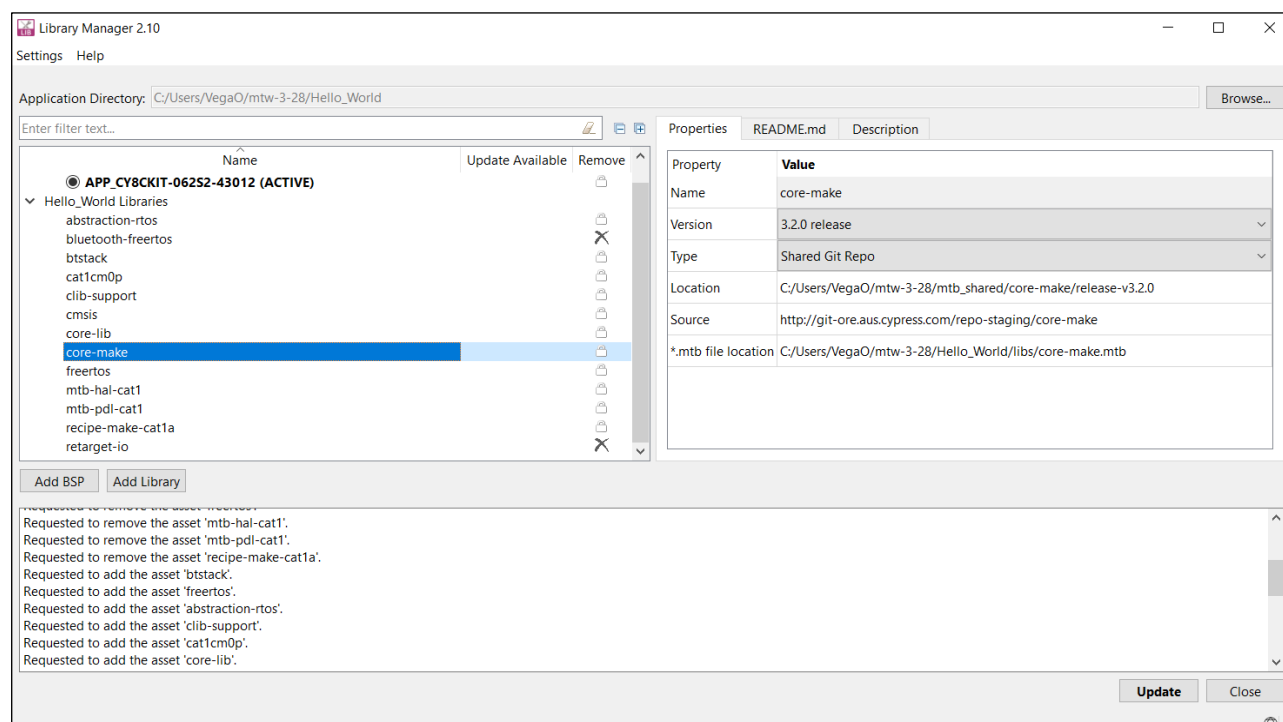 Library Manager 2.10
Settings Help
Application Directory: C:/Users/VegaO/mtw-3-28/Hello_World Browse...
Enter filter text...
Name Update Available Remove
APP_CY8CKIT-062S2-43012 (ACTIVE)
Hello_World Libraries
abstraction-rtos
bluetooth-freertos
btstack
cat1cm0p
clib-support
cmsis
core-lib
core-make
freertos
mtb-hal-cat1
mtb-pdl-cat1
recipe-make-cat1a
retarget-io
Properties README.md Description
Property Value
Name core-make
Version 3.2.0 release
Type Shared Git Repo
Location C:/Users/VegaO/mtw-3-28/mtb_shared/core-make/release-v3.2.0
Source http://git-ore.aus.cypress.com/repo-staging/core-make
*.mtb file location C:/Users/VegaO/mtw-3-28/Hello_World/libs/core-make.mtb
Add BSP Add Library
Requested to remove the asset 'freertos'.
Requested to remove the asset 'mtb-hal-cat1'.
Requested to remove the asset 'mtb-pdl-cat1'.
Requested to remove the asset 'recipe-make-cat1a'.
Requested to add the asset 'btstack'.
Requested to add the asset 'freertos'.
Requested to add the asset 'abstraction-rtos'.
Requested to add the asset 'clib-support'.
Requested to add the asset 'cat1cm0p'.
Requested to add the asset 'core-lib'.
Update Close